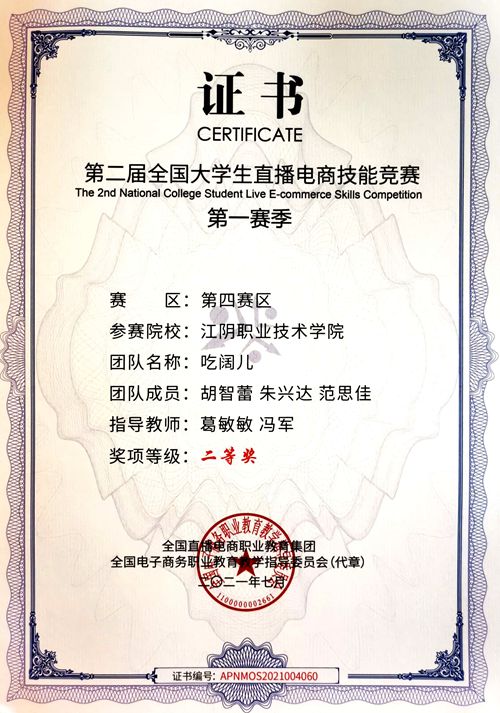 证书
CERTIFICATE
第二届全国大学生直播电商技能竞赛
The 2nd National College Student Live E-commerce Skills Competition
第一赛季
赛 区：第四赛区
参赛院校：江阴职业技术学院
团队名称：吃阔儿
团队成员：胡智蕾 朱兴达 范思佳
指导教师：葛敏敏 冯军
奖项等级：二等奖
全国直播电商职业教育集团
全国电子商务职业教育教学指导委员会(代章)
二〇二一年七月
1100000002661
证书编号：APNMOS2021004060